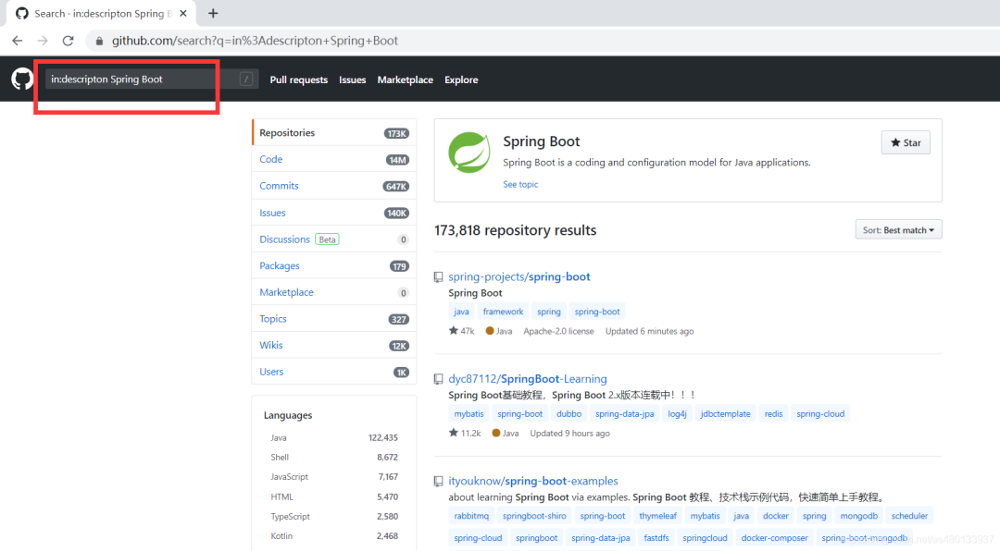 Search · in:descripton Spring B
github.com/search?q=in%3Adescripton+Spring+Boot
in:descripton Spring Boot / Pull requests Issues Marketplace Explore
Repositories 173K
Code 14M
Commits 647K
Issues 140K
Discussions Beta 0
Packages 179
Marketplace 0
Topics 327
Wikis 12K
Users 1K
Languages
Java 122,435
Shell 8,672
JavaScript 7,167
HTML 5,470
TypeScript 2,580
Kotlin 2,468
Spring Boot
Star
Spring Boot is a coding and configuration model for Java applications.
See topic
173,818 repository results
Sort: Best match
spring-projects/spring-boot
Spring Boot
java framework spring spring-boot
47k Java Apache-2.0 license Updated 6 minutes ago
dyc87112/SpringBoot-Learning
Spring Boot基础教程，Spring Boot 2.x版本连载中！！！
mybatis spring-boot dubbo spring-data-jpa log4j jdbctemplate redis spring-cloud
11.2k Java Updated 9 hours ago
ityouknow/spring-boot-examples
about learning Spring Boot via examples. Spring Boot 教程、技术栈示例代码，快速简单上手教程。
rabbitmq springboot-shiro spring-boot thymeleaf mybatis java docker spring mongodb scheduler
spring-cloud springboot spring-data-jpa fastdfs springcloud docker-composer spring-boot-mongodb